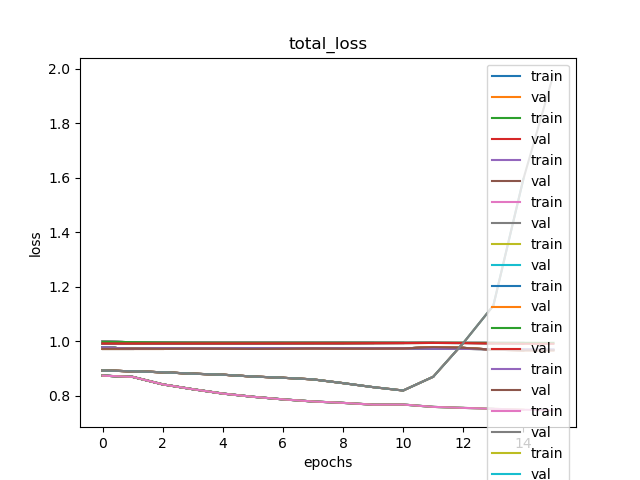 total_loss
2.0
1.8
1.6
1.4
1.2
1.0
0.8
loss
0
2
4
6
8
10
12
14
epochs
train
val
train
val
train
val
train
val
train
val
train
val
train
val
train
val
train
val
train
val